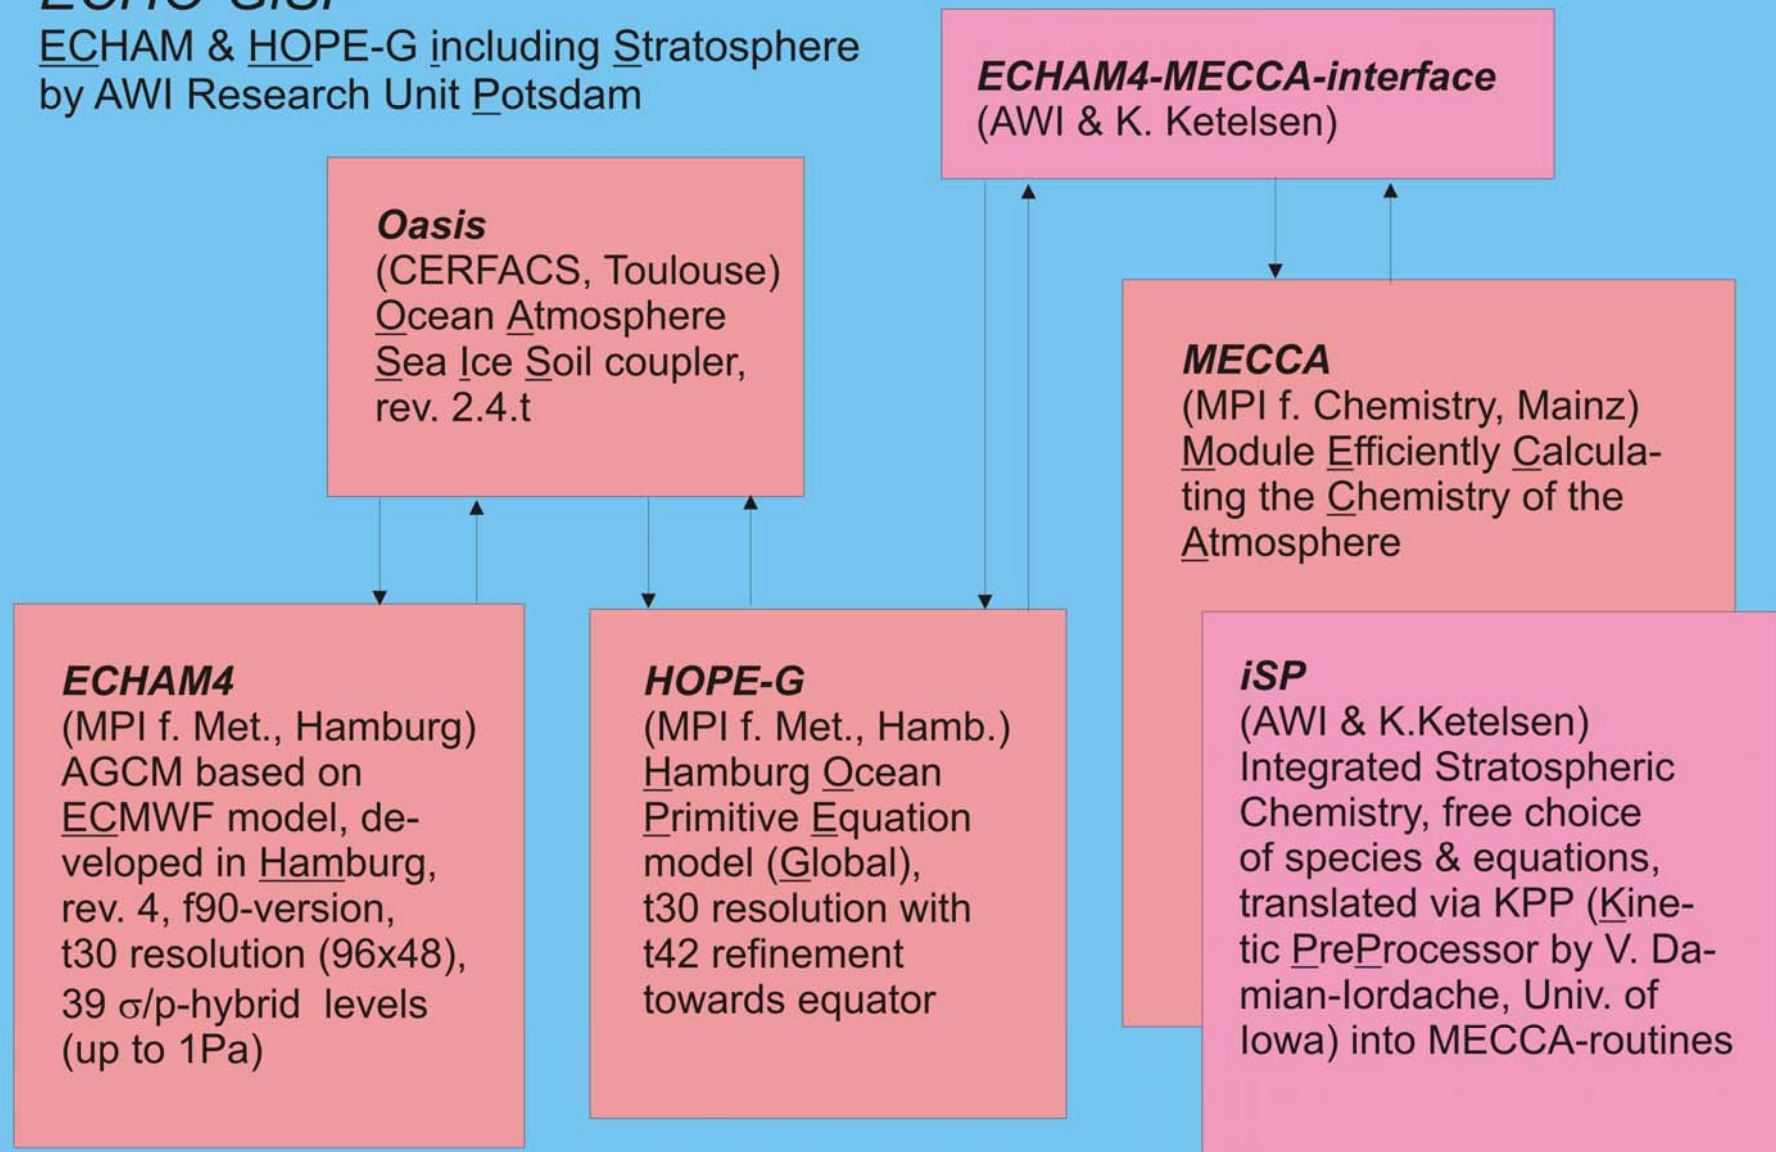 ECHO-GiSP
ECHAM & HOPE-G including Stratosphere
by AWI Research Unit Potsdam
ECHAM4-MECCA-interface
(AWI & K. Ketelsen)
Oasis
(CERFACS, Toulouse)
Ocean Atmosphere
Sea Ice Soil coupler,
rev. 2.4.t
MECCA
(MPI f. Chemistry, Mainz)
Module Efficiently Calcula-
ting the Chemistry of the
Atmosphere
ECHAM4
(MPI f. Met., Hamburg)
AGCM based on
ECMWF model, de-
veloped in Hamburg,
rev. 4, f90-version,
t30 resolution (96x48),
39 σ/p-hybrid levels
(up to 1Pa)
HOPE-G
(MPI f. Met., Hamb.)
Hamburg Ocean
Primitive Equation
model (Global),
t30 resolution with
t42 refinement
towards equator
iSP
(AWI & K.Ketelsen)
Integrated Stratospheric
Chemistry, free choice
of species & equations,
translated via KPP (Kine-
tic PreProcessor by V. Da-
mian-Iordache, Univ. of
Iowa) into MECCA-routines